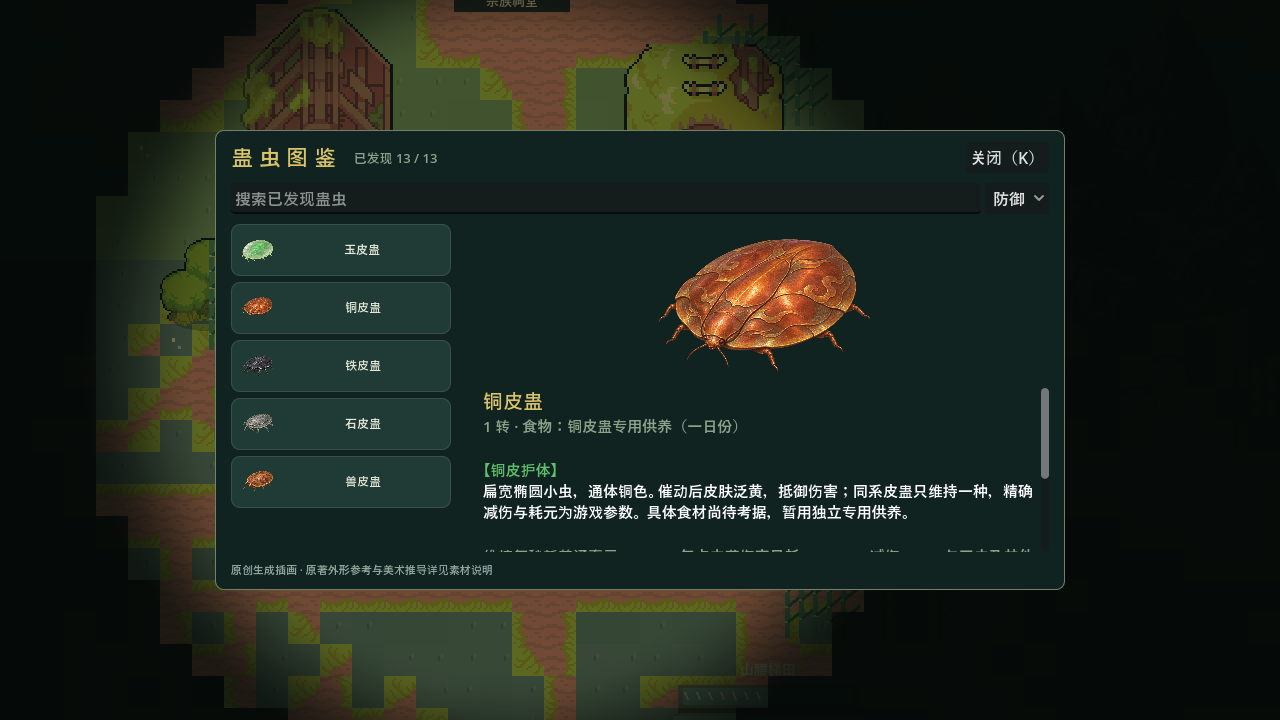 宗族祠堂
蛊虫图鉴 已发现 13 / 13
关闭（K）
搜索已发现蛊虫
防御
玉皮蛊
铜皮蛊
铁皮蛊
石皮蛊
兽皮蛊
铜皮蛊
1 转 · 食物：铜皮蛊专用供养（一日份）
【铜皮护体】
扁宽椭圆小虫，通体铜色。催动后皮肤泛黄，抵御伤害；同系皮蛊只维持一种，精确
减伤与耗元为游戏参数。具体食材尚待考据，暂用独立专用供养。
原创生成插画 · 原著外形参考与美术推导详见素材说明